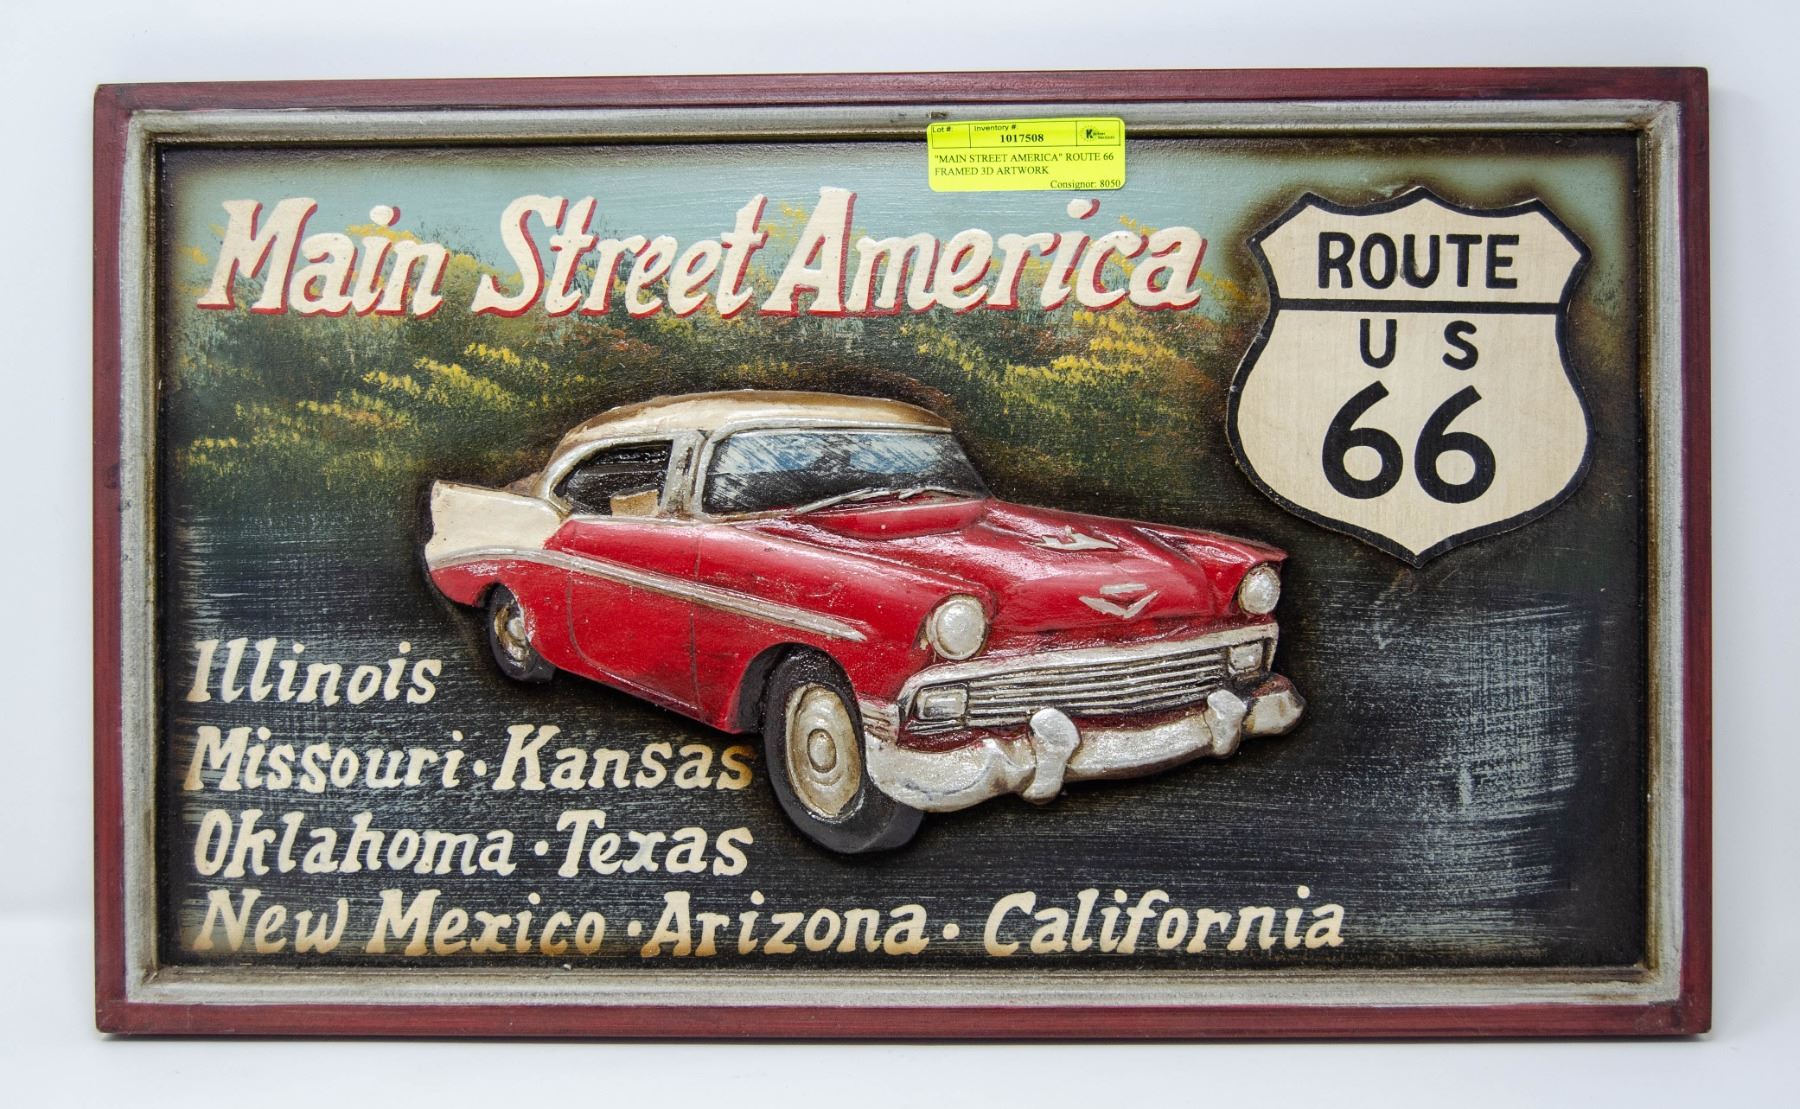 Lot #: Inventory #:
1017508
"MAIN STREET AMERICA" ROUTE 66
FRAMED 3D ARTWORK
Consignor: 8050
Main Street America
ROUTE
U S
66
Illinois
Missouri · Kansas
Oklahoma · Texas
New Mexico · Arizona · California